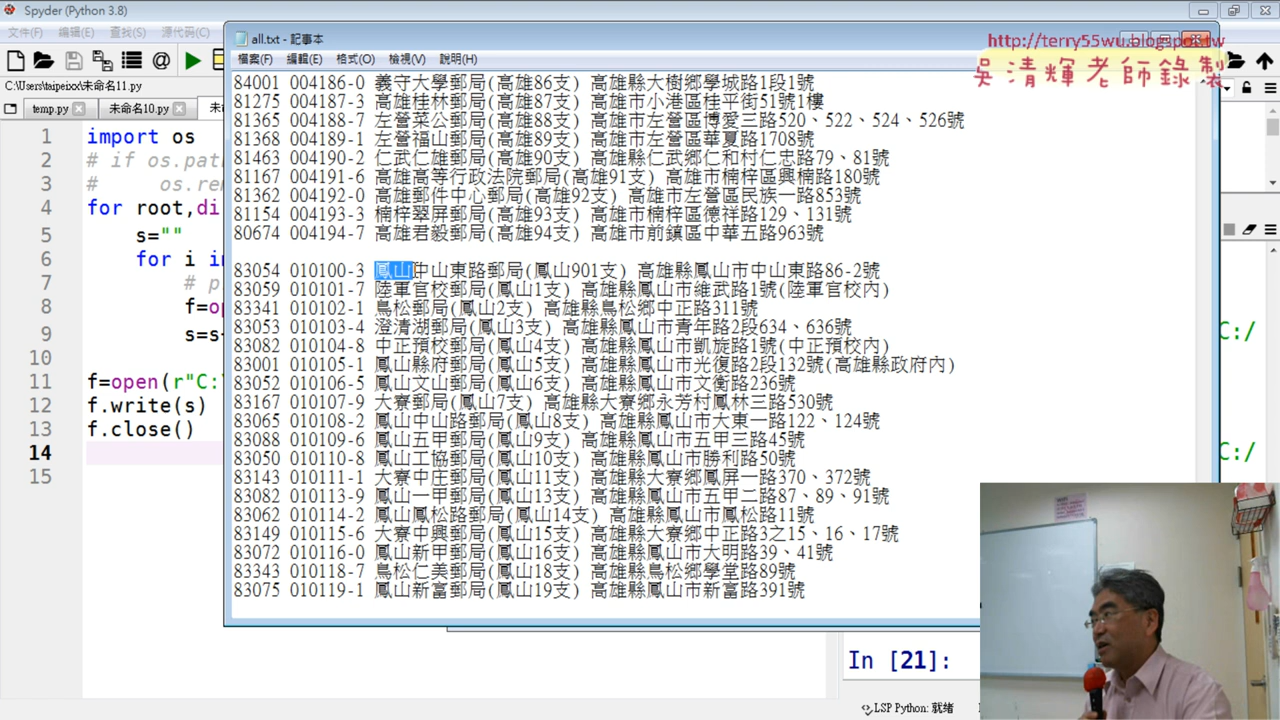 Spyder (Python 3.8)
文件(F) 编辑(E) 查找(S) 源代码(C)
C:\Users\taipeixx\未命名11.py
temp.py
未命名10.py
1 import os
2 # if os.pat
3 # os.re
4 for root,di
5 s=""
6 for i i
7 # p
8 f=o
9 s=s
10
11 f=open(r"C:
12 f.write(s)
13 f.close()
14
15
all.txt - 記事本
檔案(F) 編輯(E) 格式(O) 檢視(V) 說明(H)
84001 004186-0 義守大學郵局(高雄86支) 高雄縣大樹鄉學城路1段1號
81275 004187-3 高雄桂林郵局(高雄87支) 高雄市小港區桂平街51號1樓
81365 004188-7 左營菜公郵局(高雄88支) 高雄市左營區博愛三路520、522、524、526號
81368 004189-1 左營福山郵局(高雄89支) 高雄市左營區華夏路1708號
81463 004190-2 仁武仁雄郵局(高雄90支) 高雄縣仁武鄉仁和村仁忠路79、81號
81167 004191-6 高雄高等行政法院郵局(高雄91支) 高雄市楠梓區興楠路180號
81362 004192-0 高雄郵件中心郵局(高雄92支) 高雄市左營區民族一路853號
81154 004193-3 楠梓翠屏郵局(高雄93支) 高雄市楠梓區德祥路129、131號
80674 004194-7 高雄君毅郵局(高雄94支) 高雄市前鎮區中華五路963號
83054 010100-3 鳳山中山東路郵局(鳳山901支) 高雄縣鳳山市中山東路86-2號
83059 010101-7 陸軍官校郵局(鳳山1支) 高雄縣鳳山市維武路1號(陸軍官校內)
83341 010102-1 鳥松郵局(鳳山2支) 高雄縣鳥松鄉中正路311號
83053 010103-4 澄清湖郵局(鳳山3支) 高雄縣鳳山市青年路2段634、636號
83082 010104-8 中正預校郵局(鳳山4支) 高雄縣鳳山市凱旋路1號(中正預校內)
83001 010105-1 鳳山縣府郵局(鳳山5支) 高雄縣鳳山市光復路2段132號(高雄縣政府內)
83052 010106-5 鳳山文山郵局(鳳山6支) 高雄縣鳳山市文衡路236號
83167 010107-9 大寮郵局(鳳山7支) 高雄縣大寮鄉永芳村鳳林三路530號
83065 010108-2 鳳山中山路郵局(鳳山8支) 高雄縣鳳山市大東一路122、124號
83088 010109-6 鳳山五甲郵局(鳳山9支) 高雄縣鳳山市五甲三路45號
83050 010110-8 鳳山工協郵局(鳳山10支) 高雄縣鳳山市勝利路50號
83143 010111-1 大寮中庄郵局(鳳山11支) 高雄縣大寮鄉鳳屏一路370、372號
83082 010113-9 鳳山一甲郵局(鳳山13支) 高雄縣鳳山市五甲二路87、89、91號
83062 010114-2 鳳山鳳松路郵局(鳳山14支) 高雄縣鳳山市鳳松路11號
83149 010115-6 大寮中興郵局(鳳山15支) 高雄縣大寮鄉中正路3之15、16、17號
83072 010116-0 鳳山新甲郵局(鳳山16支) 高雄縣鳳山市大明路39、41號
83343 010118-7 鳥松仁美郵局(鳳山18支) 高雄縣鳥松鄉學堂路89號
83075 010119-1 鳳山新富郵局(鳳山19支) 高雄縣鳳山市新富路391號
http://terry55wu.blogspot.tw
吳清輝老師錄製
C:/
C:/
In [21]:
LSP Python: 就绪